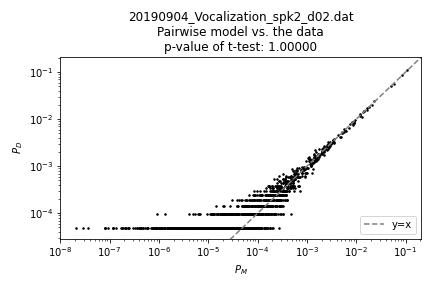 20190904_Vocalization_spk2_d02.dat
Pairwise model vs. the data
p-value of t-test: 1.00000
10⁻¹
10⁻²
10⁻³
10⁻⁴
P_D
y=x
10⁻⁸ 10⁻⁷ 10⁻⁶ 10⁻⁵ 10⁻⁴ 10⁻³ 10⁻² 10⁻¹
P_M